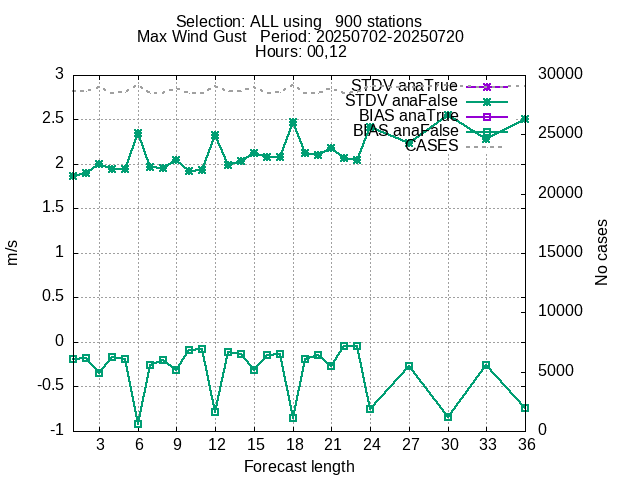 Selection: ALL using   900 stations
Max Wind Gust   Period: 20250702-20250720
Hours: 00,12
3
2.5
2
1.5
1
0.5
0
-0.5
-1
30000
25000
20000
15000
10000
5000
0
STDV anaTrue
STDV anaFalse
BIAS anaTrue
BIAS anaFalse
CASES
m/s
No cases
3 6 9 12 15 18 21 24 27 30 33 36
Forecast length